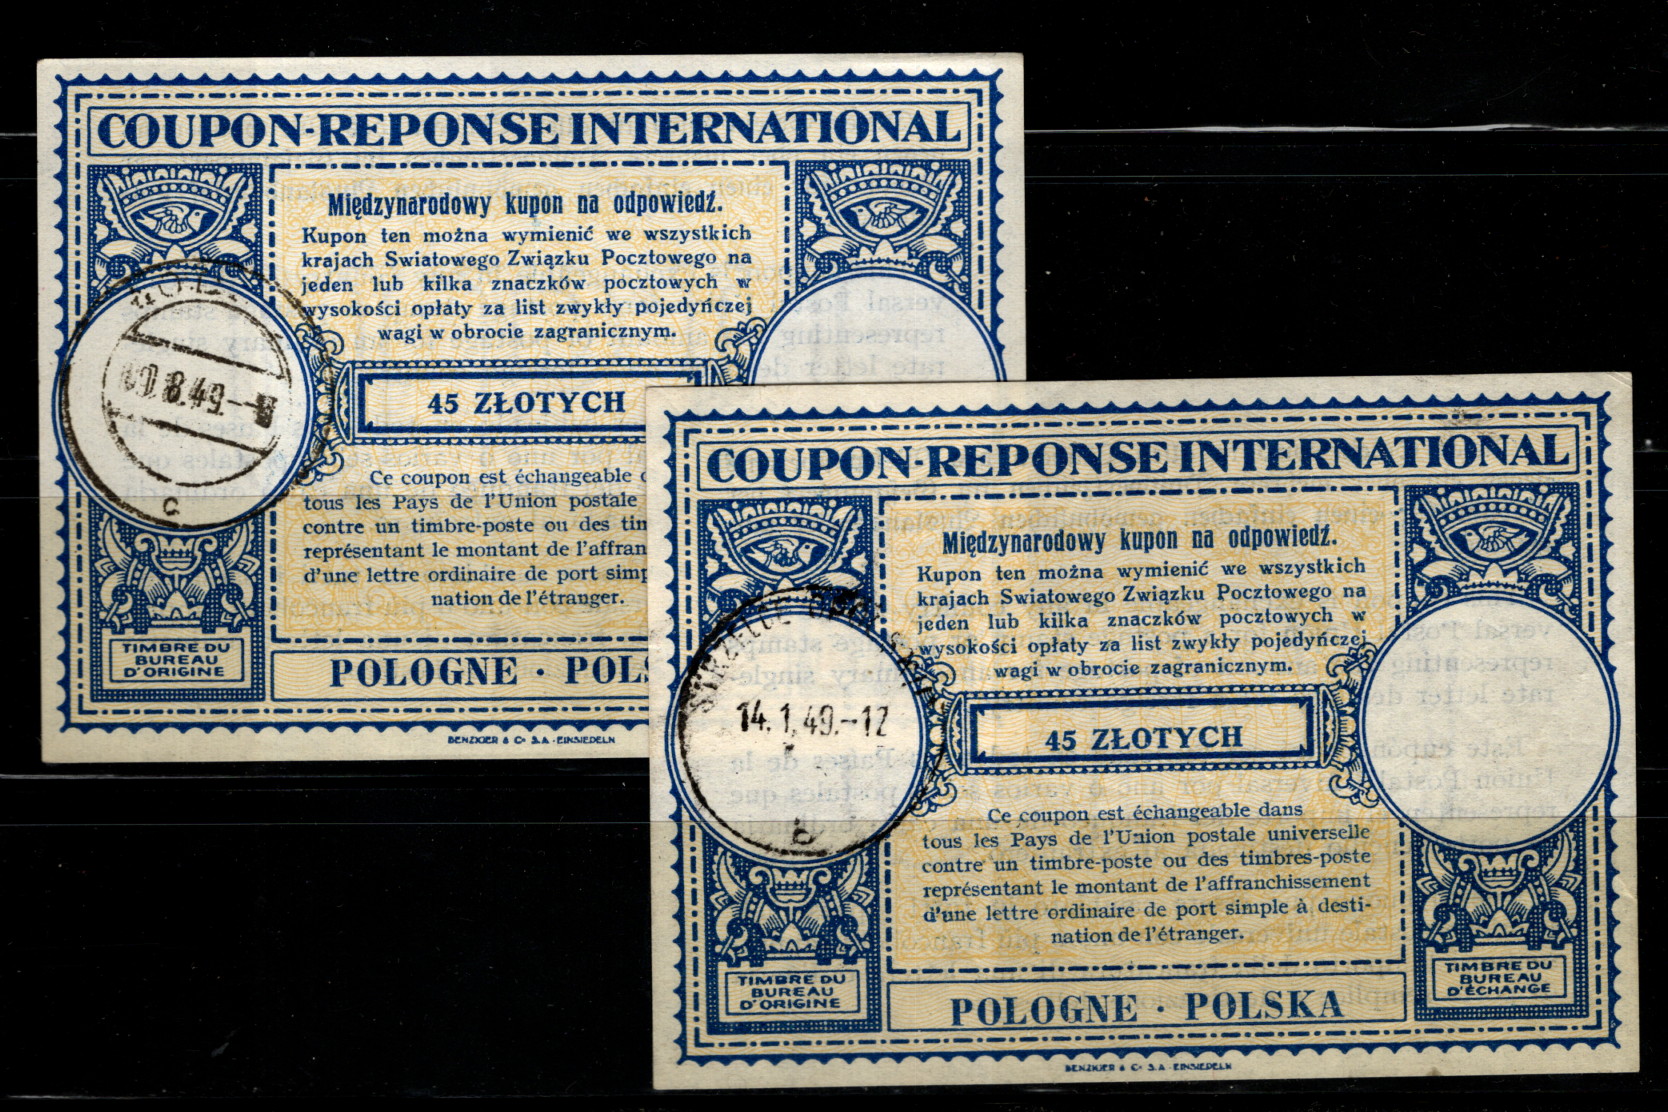 COUPON-REPONSE INTERNATIONAL
Międzynarodowy kupon na odpowiedź.
Kupon ten można wymienić we wszystkich
krajach Swiatowego Związku Pocztowego na
jeden lub kilka znaczków pocztowych w
wysokości opłaty za list zwykły pojedyńczej
wagi w obrocie zagranicznym.
8.49
c
45 ZŁOTYCH
Ce coupon est échangeable
tous les Pays de l'Union postale
contre un timbre-poste ou des tim
représentant le montant de l'affran
d'une lettre ordinaire de port simp
nation de l'étranger.
TIMBRE DU
BUREAU
D'ORIGINE
POLOGNE · POLS
BENZIGER & Co S.A. EINSIEDELN
COUPON-REPONSE INTERNATIONAL
Międzynarodowy kupon na odpowiedź.
Kupon ten można wymienić we wszystkich
krajach Swiatowego Związku Pocztowego na
jeden lub kilka znaczków pocztowych w
wysokości opłaty za list zwykły pojedyńczej
wagi w obrocie zagranicznym.
14.1.49.-12
b
45 ZŁOTYCH
Ce coupon est échangeable dans
tous les Pays de l'Union postale universelle
contre un timbre-poste ou des timbres-poste
représentant le montant de l'affranchissement
d'une lettre ordinaire de port simple à desti-
nation de l'étranger.
TIMBRE DU
BUREAU
D'ORIGINE
POLOGNE · POLSKA
TIMBRE DU
BUREAU
D'ÉCHANGE
BENZIGER & Co S.A. EINSIEDELN